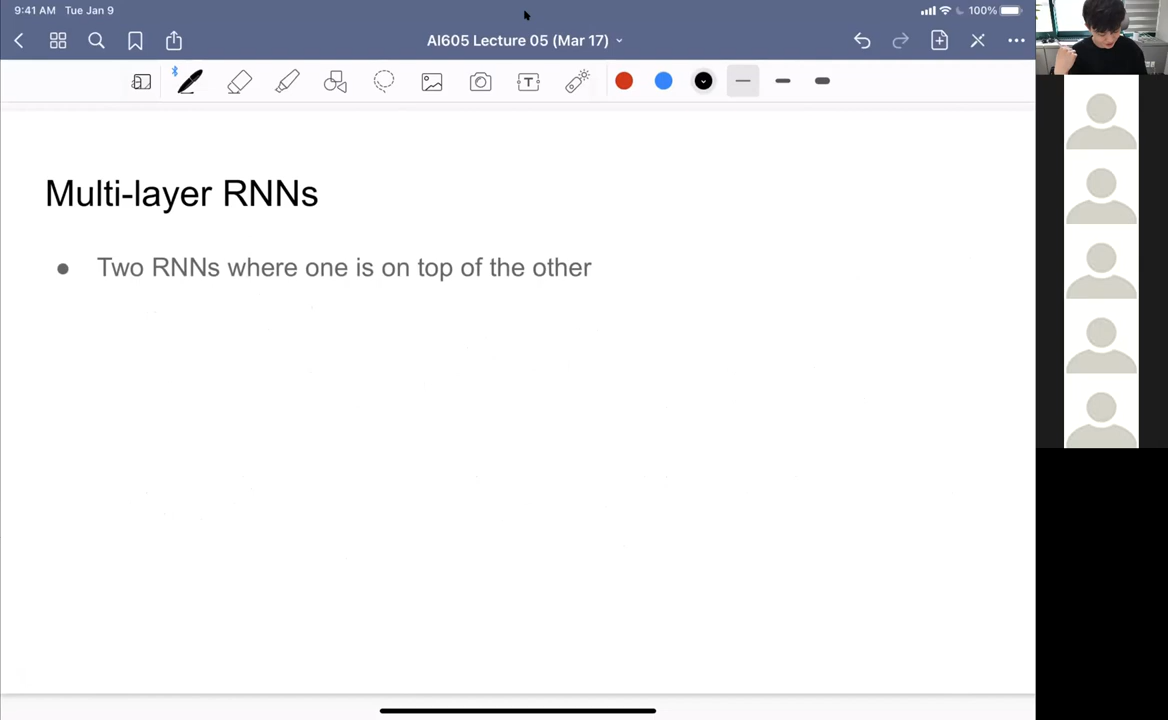 9:41 AM Tue Jan 9
100%
AI605 Lecture 05 (Mar 17)
T
Multi-layer RNNs
● Two RNNs where one is on top of the other